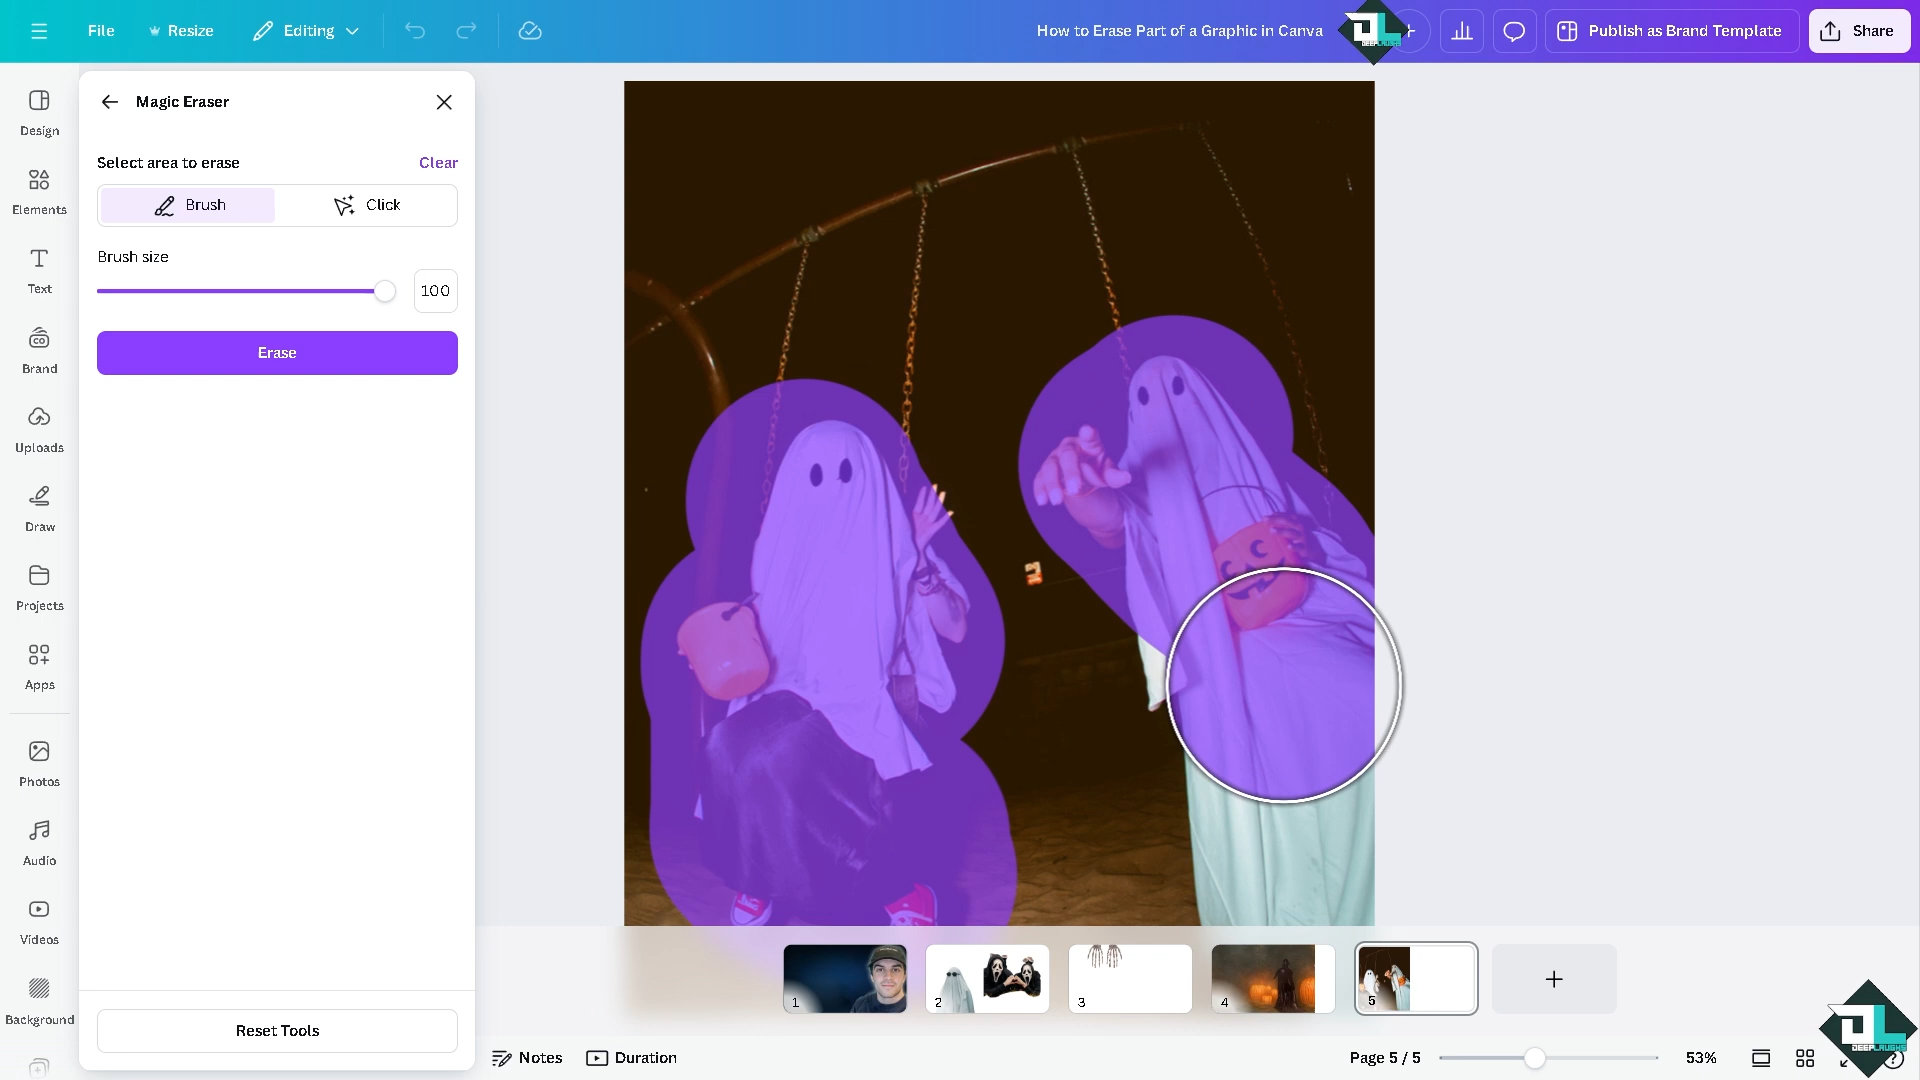 File
Resize
Editing
How to Erase Part of a Graphic in Canva
Publish as Brand Template
Share
Design
Elements
Text
Brand
Uploads
Draw
Projects
Apps
Photos
Audio
Videos
Background
Magic Eraser
Select area to erase
Clear
Brush
Click
Brush size
100
Erase
Reset Tools
1
2
3
4
5
Notes
Duration
Page 5 / 5
53%
DL
DEEPLAUGHS